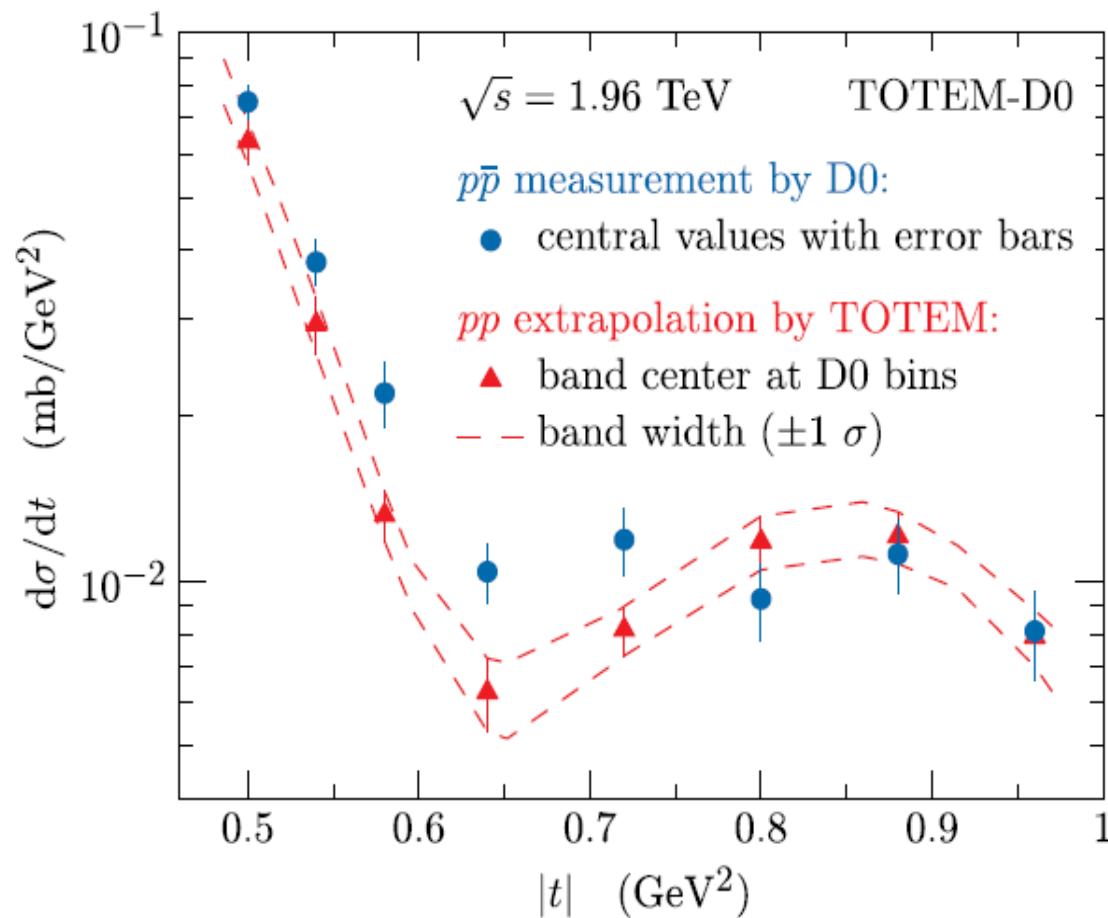 10⁻¹
√s = 1.96 TeV TOTEM-D0
pp̄ measurement by D0:
central values with error bars
pp extrapolation by TOTEM:
band center at D0 bins
band width (±1 σ)
dσ/dt (mb/GeV²)
10⁻²
0.5 0.6 0.7 0.8 0.9 1
|t| (GeV²)